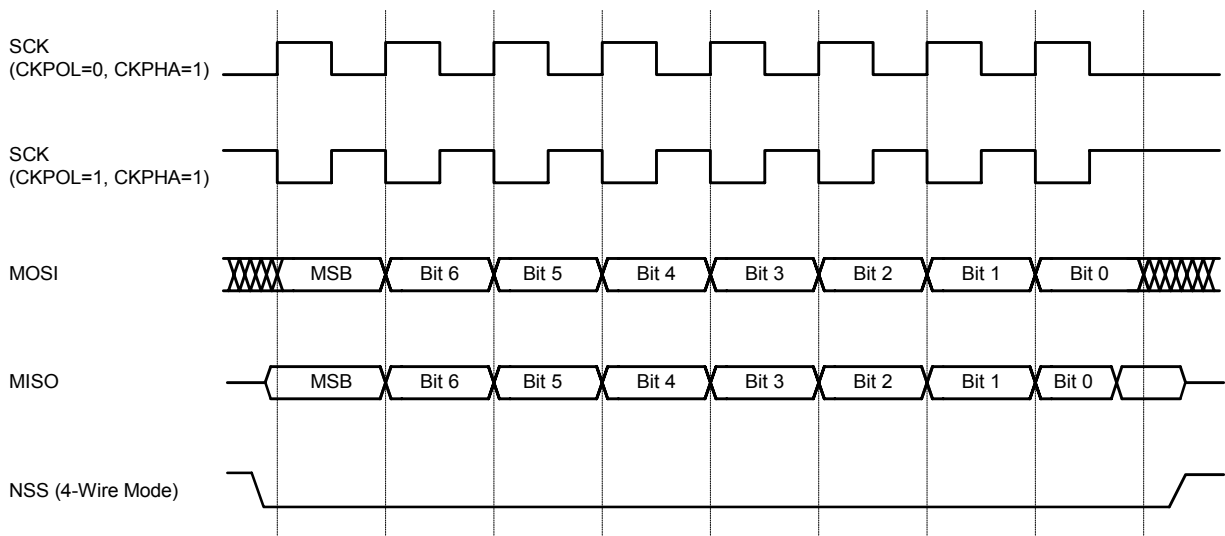 SCK
(CKPOL=0, CKPHA=1)
SCK
(CKPOL=1, CKPHA=1)
MOSI
MSB Bit 6 Bit 5 Bit 4 Bit 3 Bit 2 Bit 1 Bit 0
MISO
MSB Bit 6 Bit 5 Bit 4 Bit 3 Bit 2 Bit 1 Bit 0
NSS (4-Wire Mode)